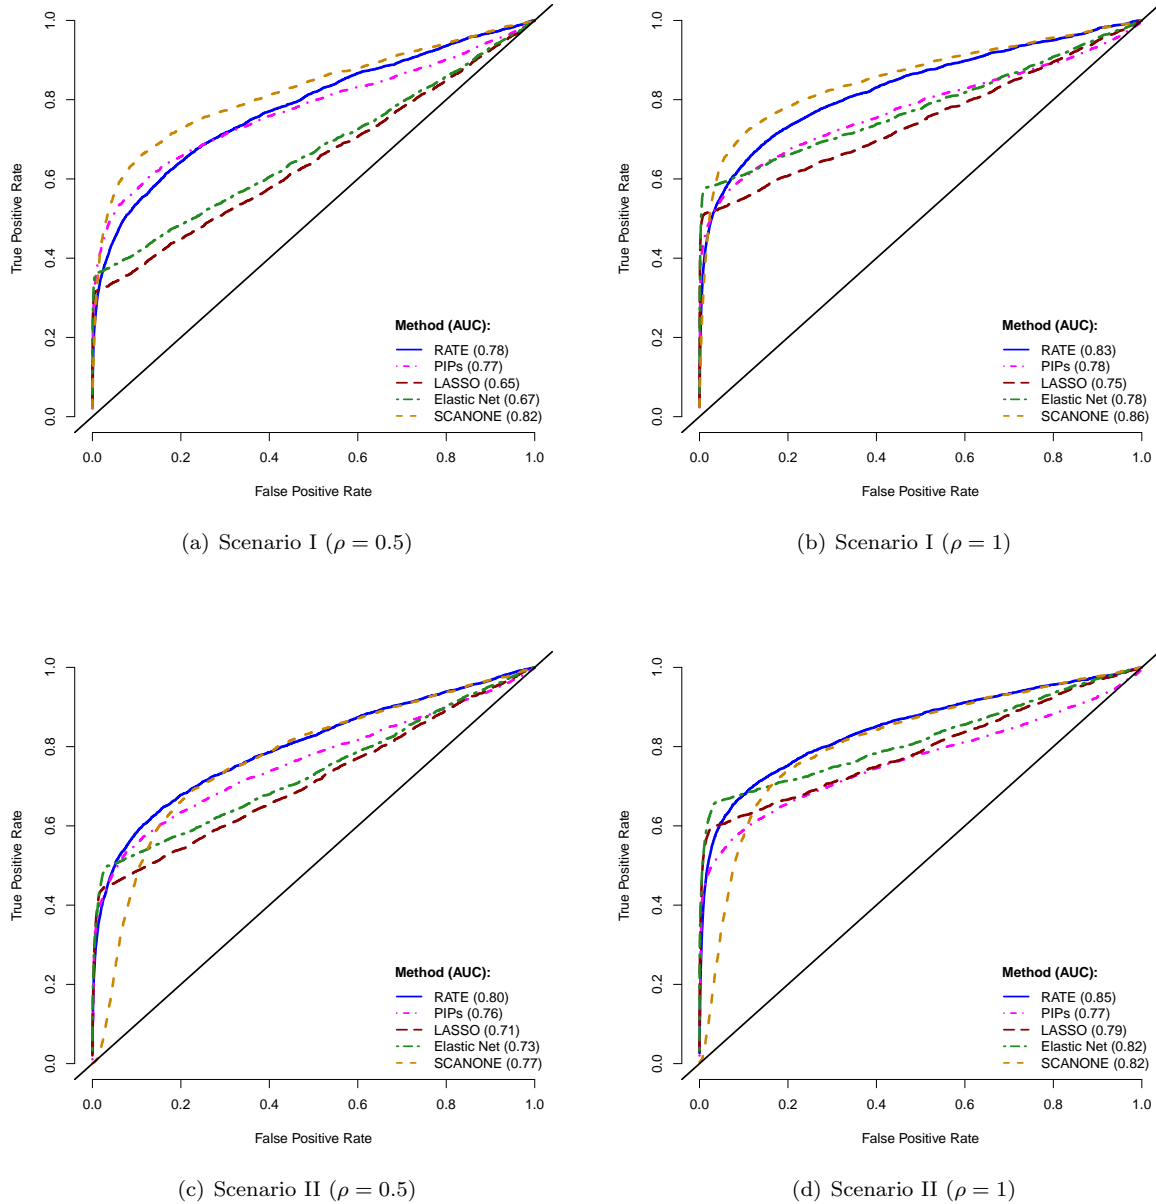 1.0
0.8
0.6
0.4
0.2
0.0
True Positive Rate
Method (AUC):
RATE (0.78)
PIPs (0.77)
LASSO (0.65)
Elastic Net (0.67)
SCANONE (0.82)
0.0 0.2 0.4 0.6 0.8 1.0
False Positive Rate
(a) Scenario I (ρ = 0.5)
1.0
0.8
0.6
0.4
0.2
0.0
True Positive Rate
Method (AUC):
RATE (0.83)
PIPs (0.78)
LASSO (0.75)
Elastic Net (0.78)
SCANONE (0.86)
0.0 0.2 0.4 0.6 0.8 1.0
False Positive Rate
(b) Scenario I (ρ = 1)
1.0
0.8
0.6
0.4
0.2
0.0
True Positive Rate
Method (AUC):
RATE (0.80)
PIPs (0.76)
LASSO (0.71)
Elastic Net (0.73)
SCANONE (0.77)
0.0 0.2 0.4 0.6 0.8 1.0
False Positive Rate
(c) Scenario II (ρ = 0.5)
1.0
0.8
0.6
0.4
0.2
0.0
True Positive Rate
Method (AUC):
RATE (0.85)
PIPs (0.77)
LASSO (0.79)
Elastic Net (0.82)
SCANONE (0.82)
0.0 0.2 0.4 0.6 0.8 1.0
False Positive Rate
(d) Scenario II (ρ = 1)